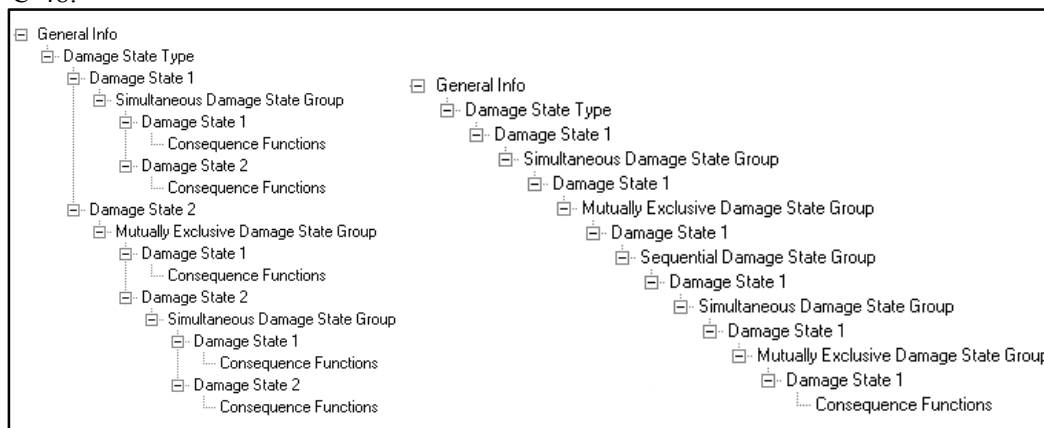 General Info
Damage State Type
Damage State 1
Simultaneous Damage State Group
Damage State 1
Consequence Functions
Damage State 2
Consequence Functions
Damage State 2
Mutually Exclusive Damage State Group
Damage State 1
Consequence Functions
Damage State 2
Simultaneous Damage State Group
Damage State 1
Consequence Functions
Damage State 2
Consequence Functions
General Info
Damage State Type
Damage State 1
Simultaneous Damage State Group
Damage State 1
Mutually Exclusive Damage State Group
Damage State 1
Sequential Damage State Group
Damage State 1
Simultaneous Damage State Group
Damage State 1
Mutually Exclusive Damage State Group
Damage State 1
Consequence Functions